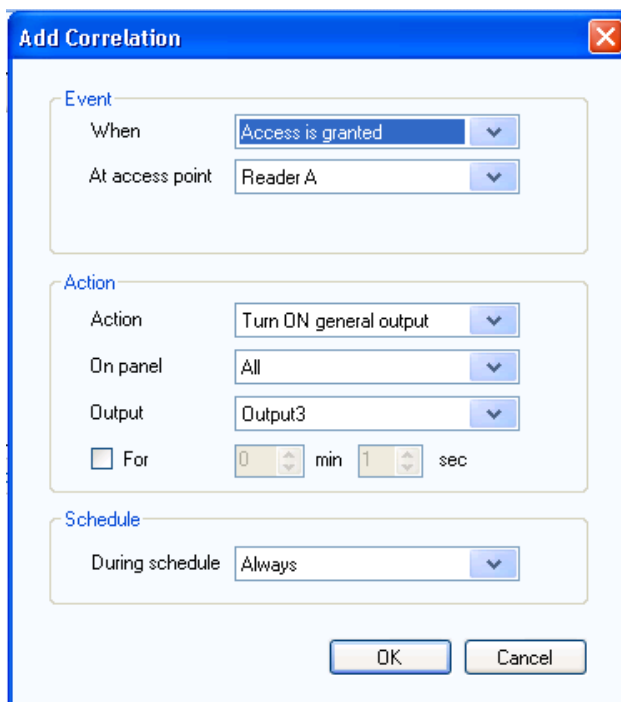 Add Correlation
Event
When Access is granted
At access point Reader A
Action
Action Turn ON general output
On panel All
Output Output3
For 0 min 1 sec
Schedule
During schedule Always
OK Cancel